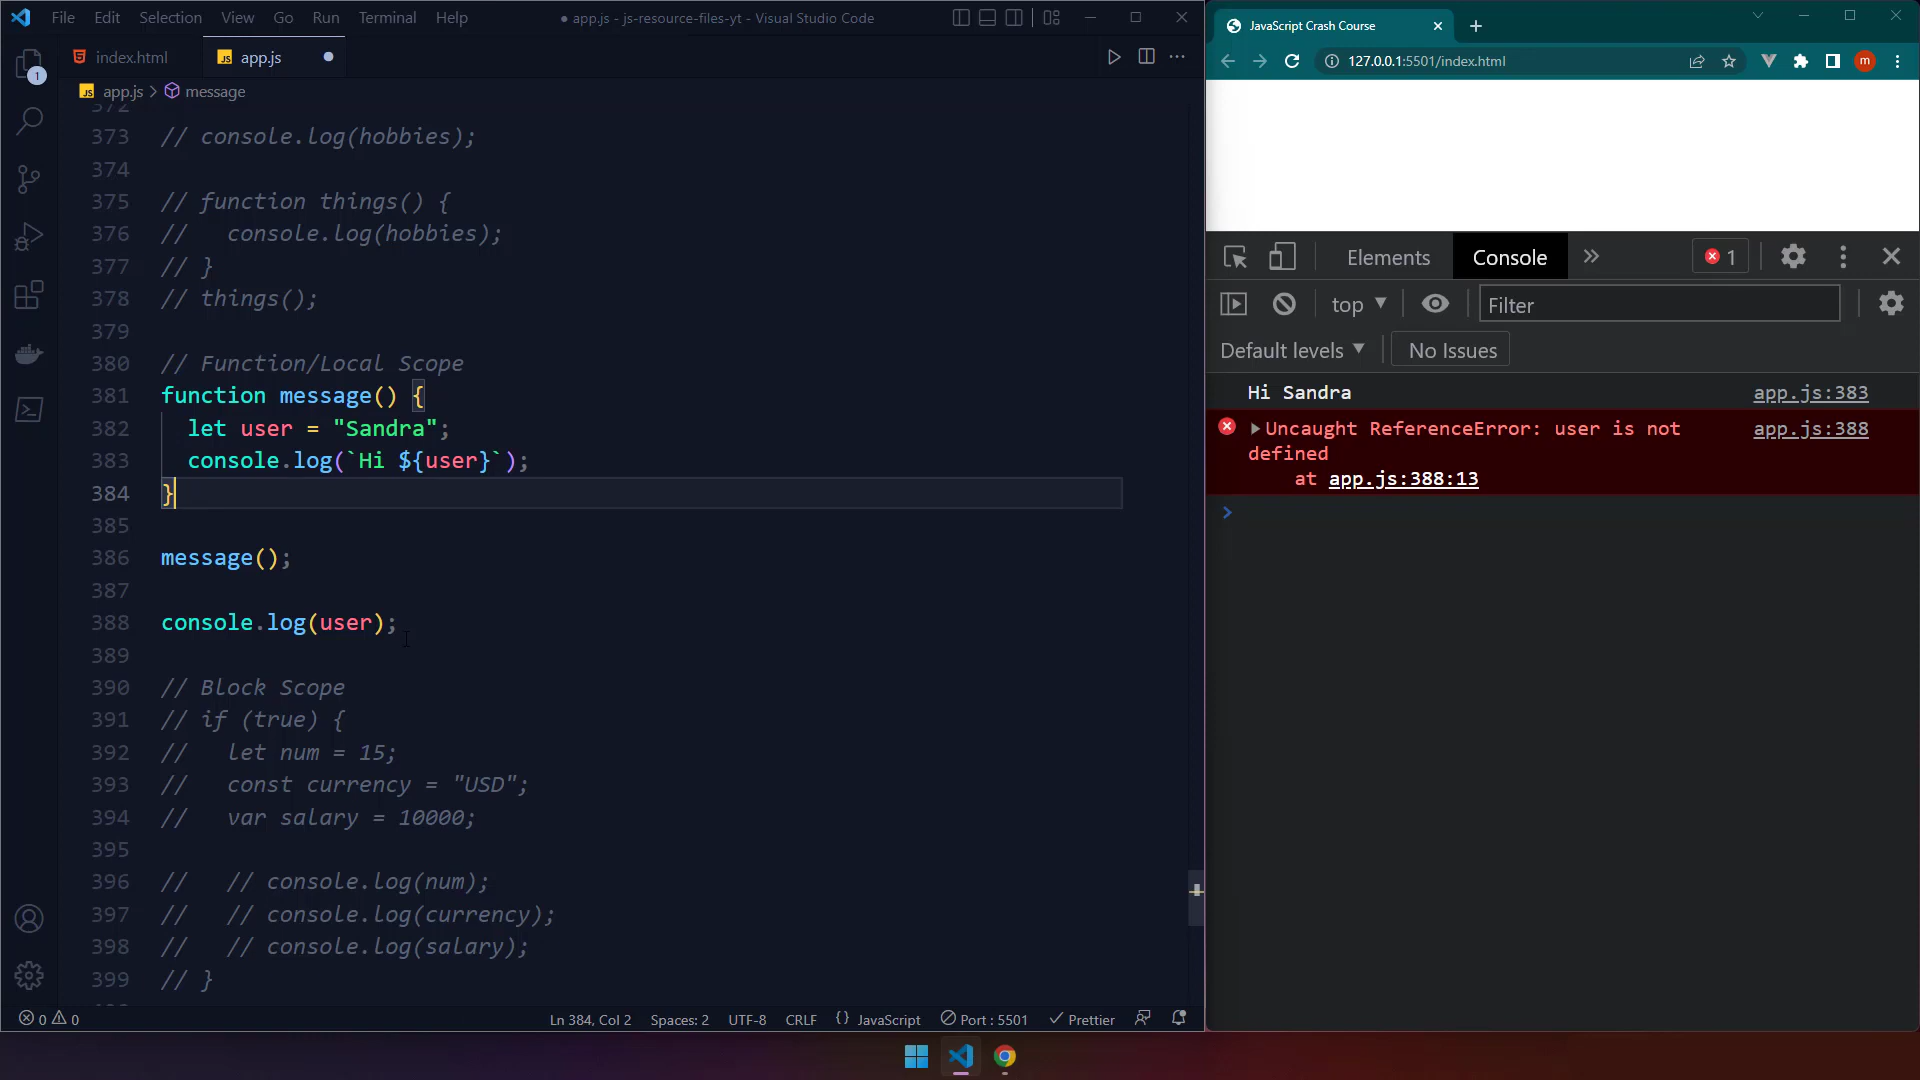 File Edit Selection View Go Run Terminal Help
● app.js - js-resource-files-yt - Visual Studio Code
index.html
JS app.js
1
JS app.js > message
372
373 // console.log(hobbies);
374
375 // function things() {
376 //   console.log(hobbies);
377 // }
378 // things();
379
380 // Function/Local Scope
381 function message() {
382   let user = "Sandra";
383   console.log(`Hi ${user}`);
384 }
385
386 message();
387
388 console.log(user);
389
390 // Block Scope
391 // if (true) {
392 //   let num = 15;
393 //   const currency = "USD";
394 //   var salary = 10000;
395
396 //   // console.log(num);
397 //   // console.log(currency);
398 //   // console.log(salary);
399 // }
0 0
Ln 384, Col 2 Spaces: 2 UTF-8 CRLF {} JavaScript Port : 5501 Prettier
JavaScript Crash Course
127.0.0.1:5501/index.html
m
Elements Console » 1
top Filter
Default levels No Issues
Hi Sandra app.js:383
Uncaught ReferenceError: user is not app.js:388
defined
at app.js:388:13
>